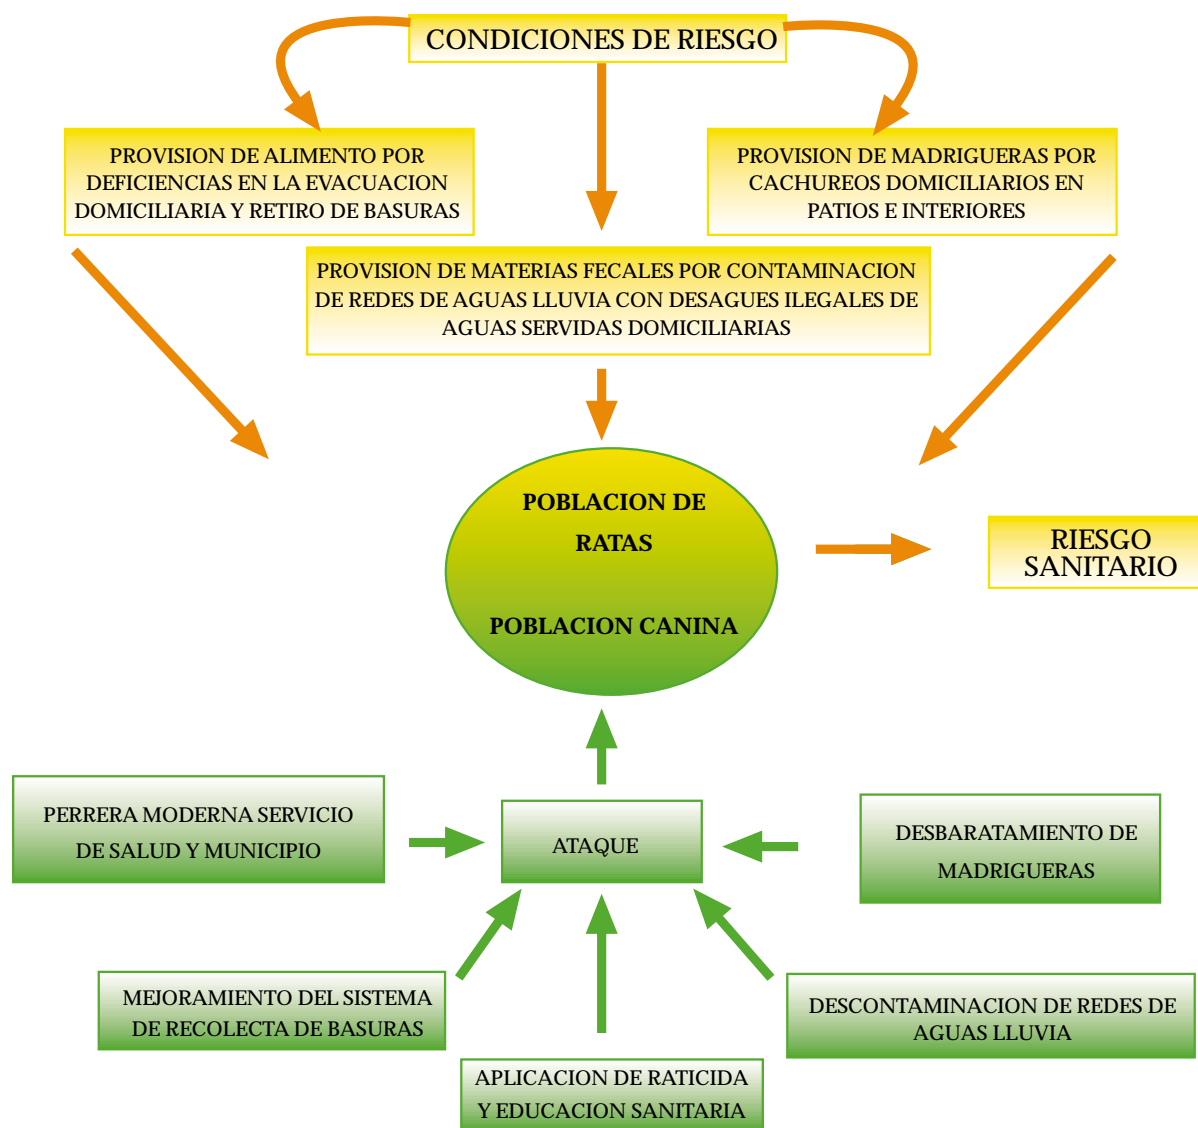 CONDICIONES DE RIESGO
PROVISION DE ALIMENTO POR
DEFICIENCIAS EN LA EVACUACION
DOMICILIARIA Y RETIRO DE BASURAS
PROVISION DE MADRIGUERAS POR
CACHUREOS DOMICILIARIOS EN
PATIOS E INTERIORES
PROVISION DE MATERIAS FECALES POR CONTAMINACION
DE REDES DE AGUAS LLUVIA CON DESAGUES ILEGALES DE
AGUAS SERVIDAS DOMICILIARIAS
POBLACION DE
RATAS
POBLACION CANINA
RIESGO
SANITARIO
PERRERA MODERNA SERVICIO
DE SALUD Y MUNICIPIO
ATAQUE
DESBARATAMIENTO DE
MADRIGUERAS
MEJORAMIENTO DEL SISTEMA
DE RECOLECTA DE BASURAS
DESCONTAMINACION DE REDES DE
AGUAS LLUVIA
APLICACION DE RATICIDA
Y EDUCACION SANITARIA